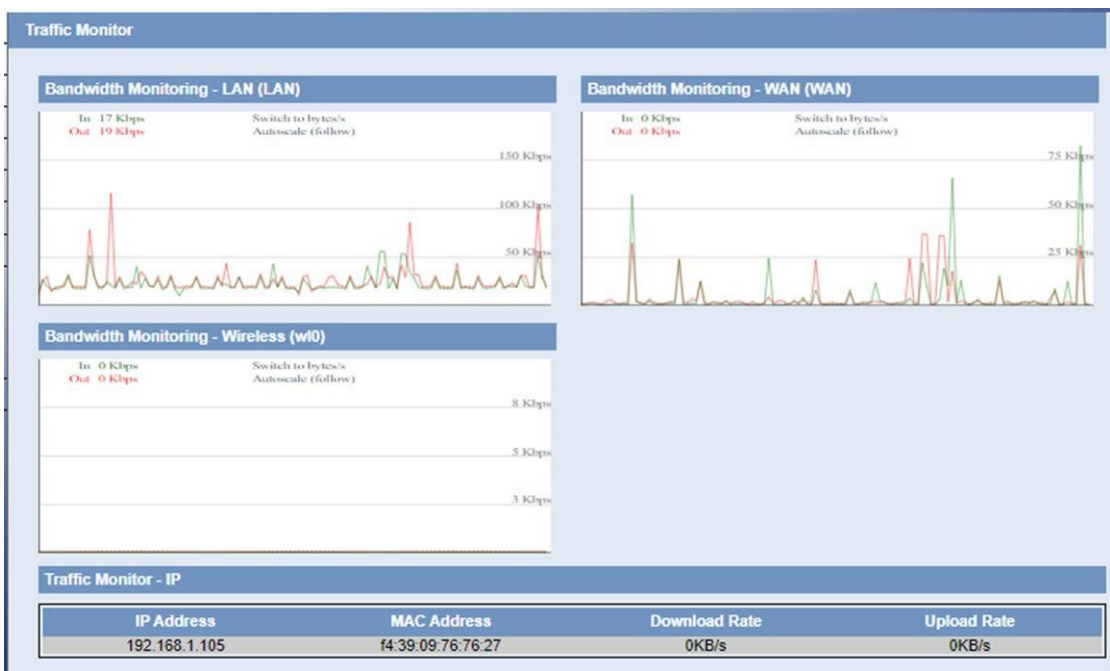 Traffic Monitor
Bandwidth Monitoring - LAN (LAN)
In 17 Kbps Switch to bytes/s
Out 19 Kbps Autoscale (follow)
150 Kbps
100 Kbps
50 Kbps
Bandwidth Monitoring - WAN (WAN)
In 0 Kbps Switch to bytes/s
Out 0 Kbps Autoscale (follow)
75 Kbps
50 Kbps
25 Kbps
Bandwidth Monitoring - Wireless (wl0)
In 0 Kbps Switch to bytes/s
Out 0 Kbps Autoscale (follow)
8 Kbps
5 Kbps
3 Kbps
Traffic Monitor - IP
IP Address MAC Address Download Rate Upload Rate
192.168.1.105 f4:39:09:76:76:27 0KB/s 0KB/s